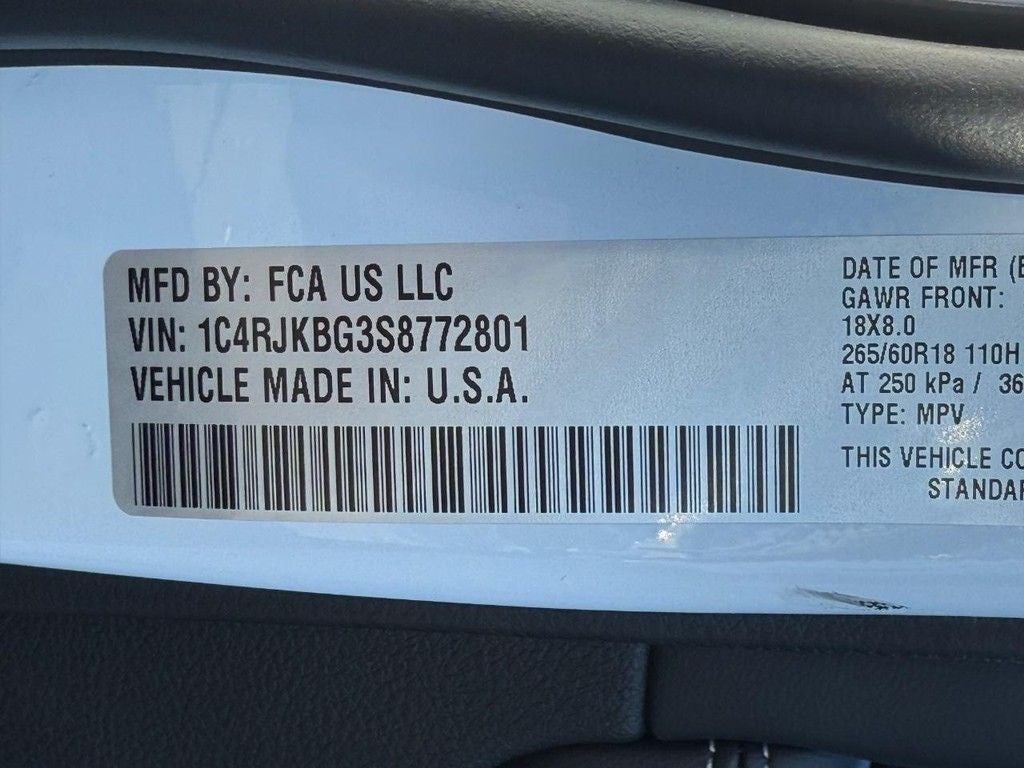 MFD BY: FCA US LLC
VIN: 1C4RJKBG3S8772801
VEHICLE MADE IN: U.S.A.
DATE OF MFR (
GAWR FRONT:
18X8.0
265/60R18 110H
AT 250 kPa / 36
TYPE: MPV
THIS VEHICLE